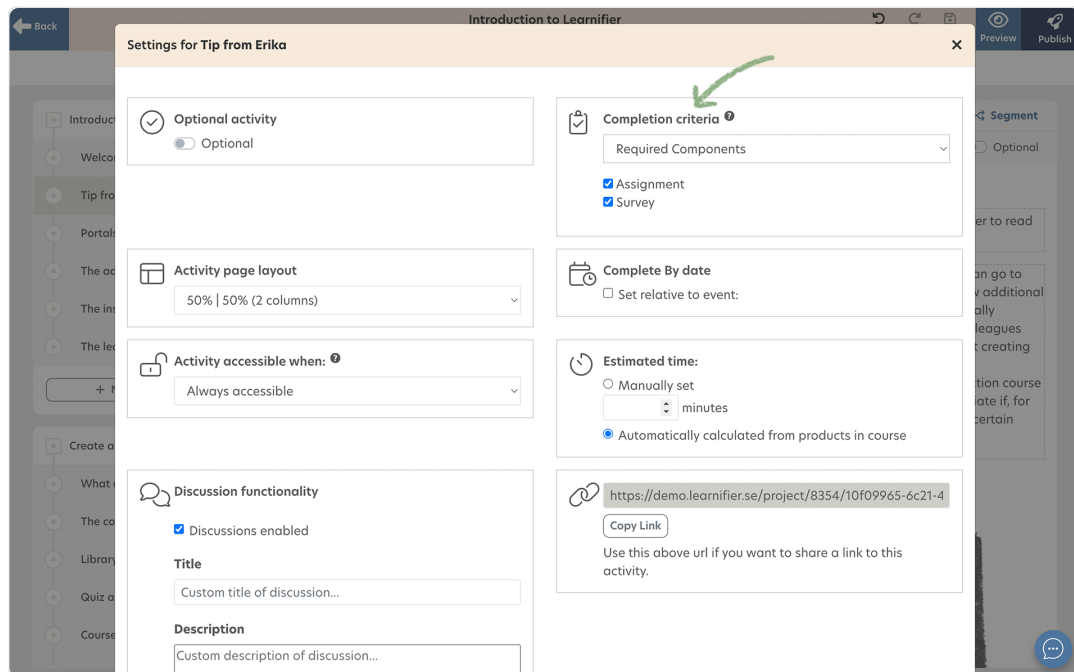 Back
Introduction to Learnifier
Preview
Publish
Settings for Tip from Erika
Optional activity
Optional
Completion criteria
Required Components
Assignment
Survey
Activity page layout
50% | 50% (2 columns)
Complete By date
Set relative to event:
Activity accessible when:
Always accessible
Estimated time:
Manually set
minutes
Automatically calculated from products in course
Discussion functionality
Discussions enabled
Title
Custom title of discussion...
Description
Custom description of discussion...
https://demo.learnifier.se/project/8354/10f09965-6c21-4
Copy Link
Use this above url if you want to share a link to this
activity.
Introduct
Welco
Tip fro
Portals
The ad
The ins
The lea
+ N
Create a
What
The co
Library
Quiz a
Course
Segment
Optional
er to read
an go to
additional
ally
leagues
t creating
tion course
iate if, for
certain